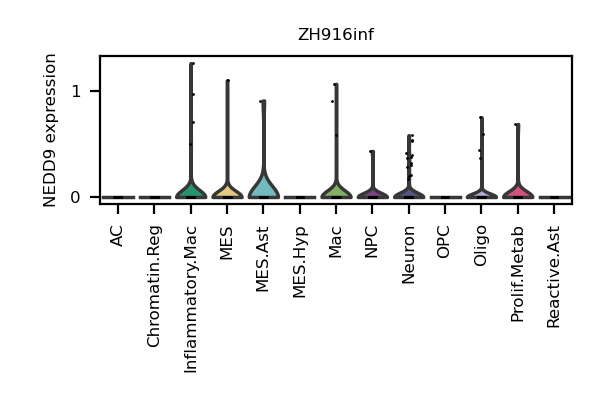 ZH916inf
NEDD9 expression
1
0
AC
Chromatin.Reg
Inflammatory.Mac
MES
MES.Ast
MES.Hyp
Mac
NPC
Neuron
OPC
Oligo
Prolif.Metab
Reactive.Ast